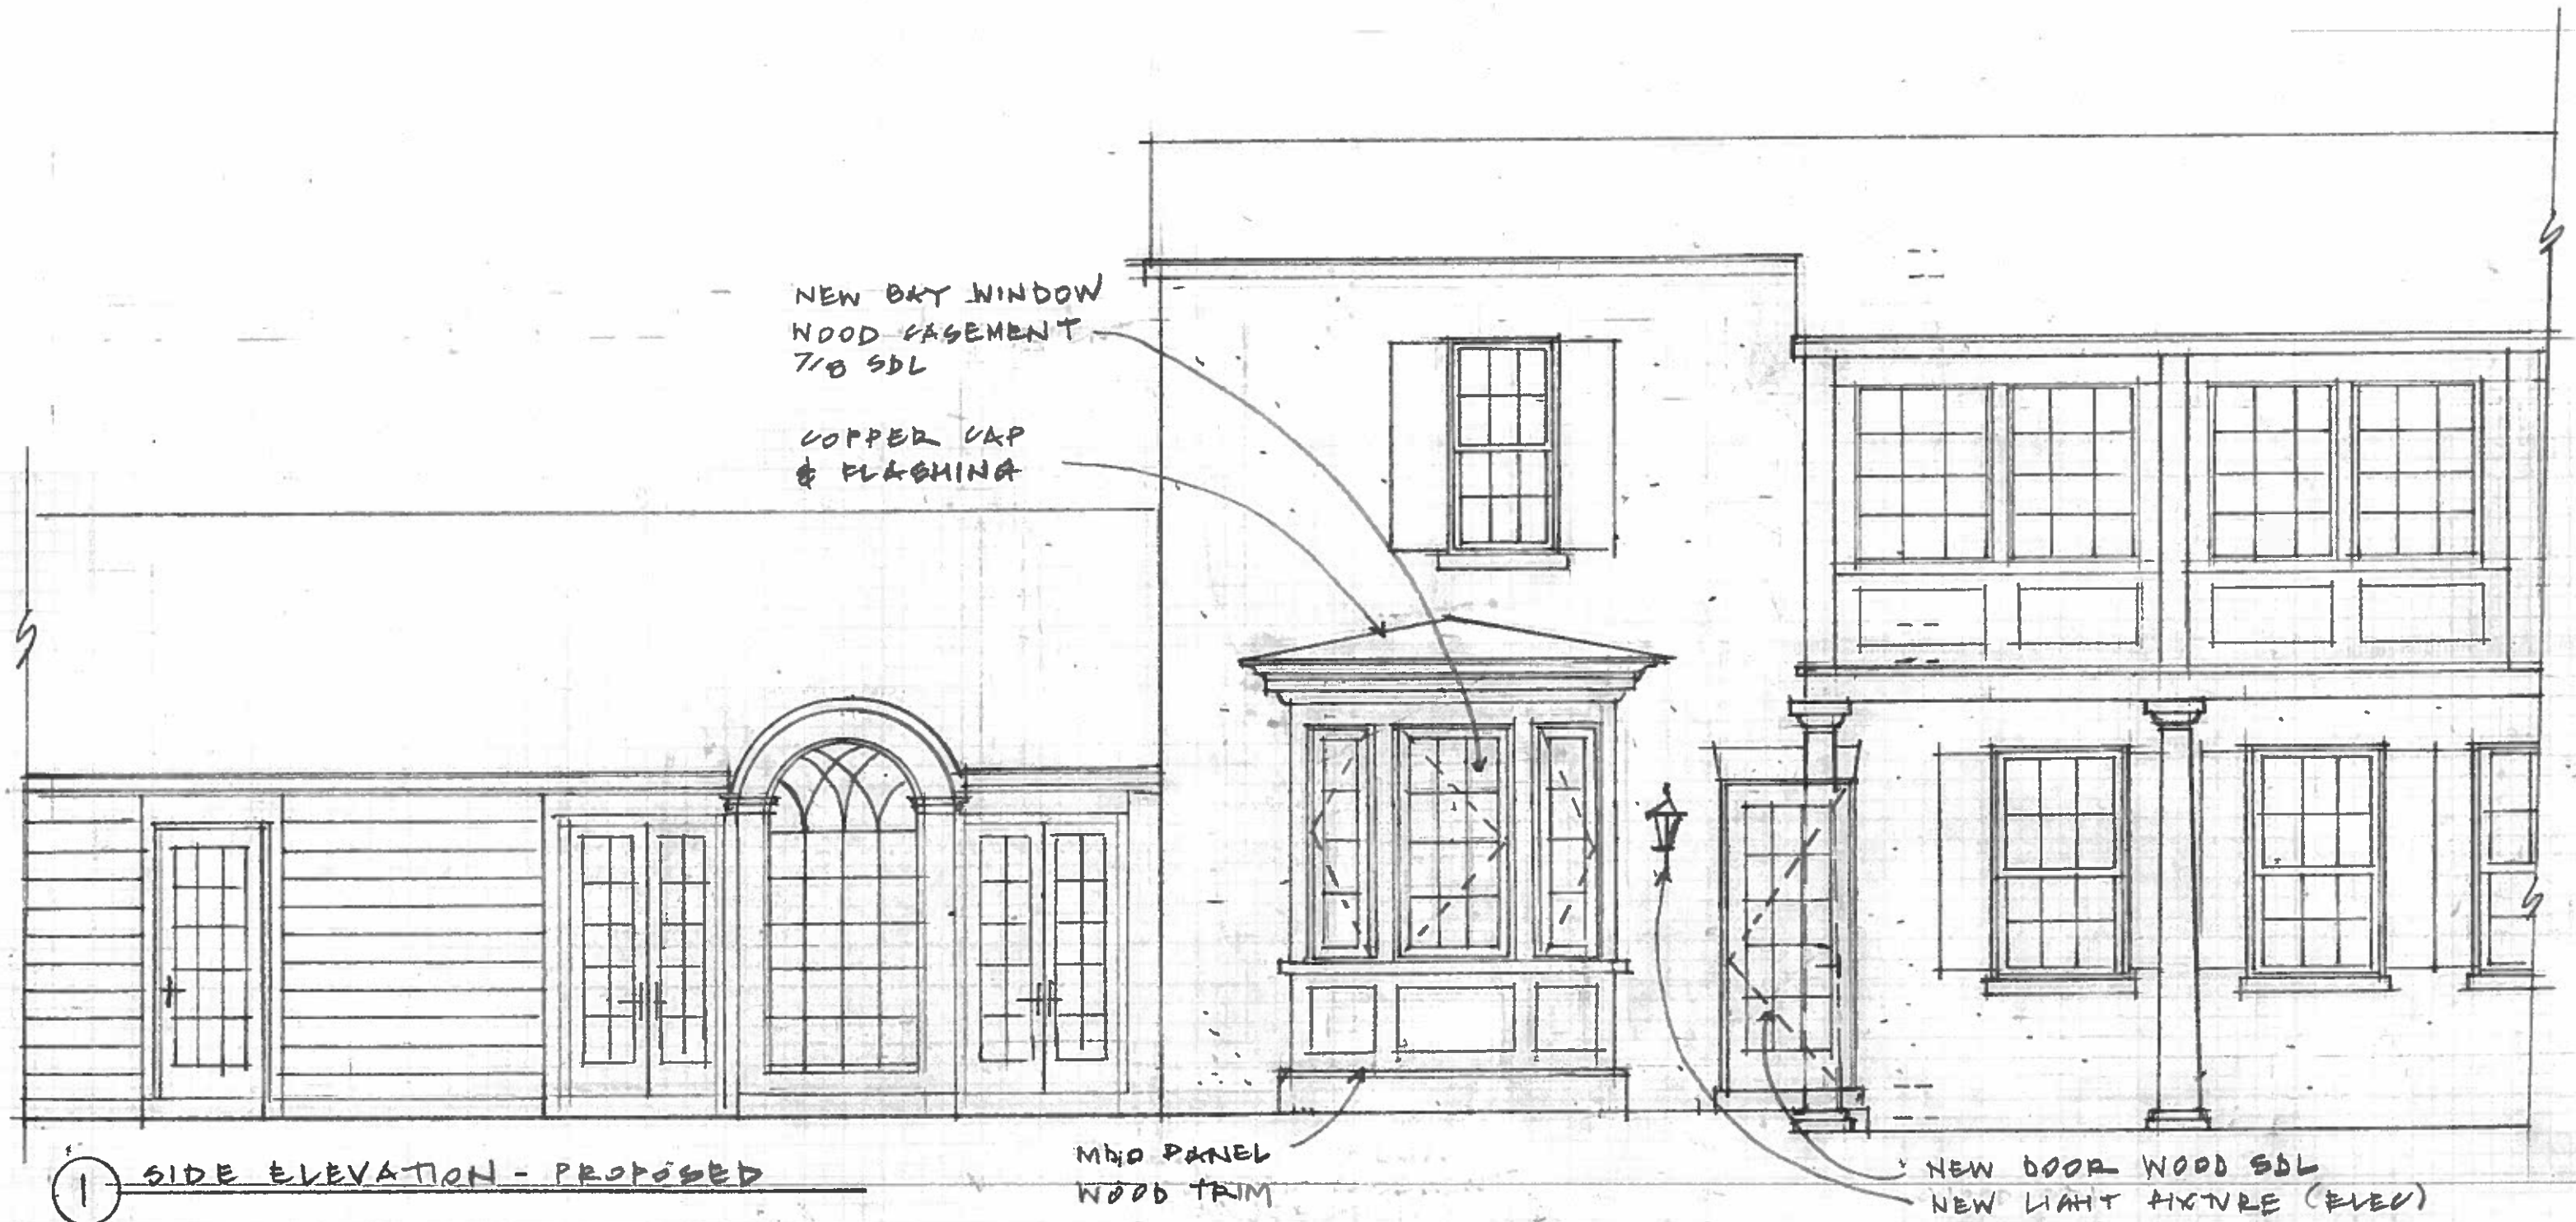 NEW BAY WINDOW
WOOD CASEMENT
7/8 SDL
COPPER CAP
& FLASHING
MDO PANEL
WOOD TRIM
NEW DOOR WOOD SDL
NEW LIGHT FIXTURE (ELEC)
1 SIDE ELEVATION - PROPOSED